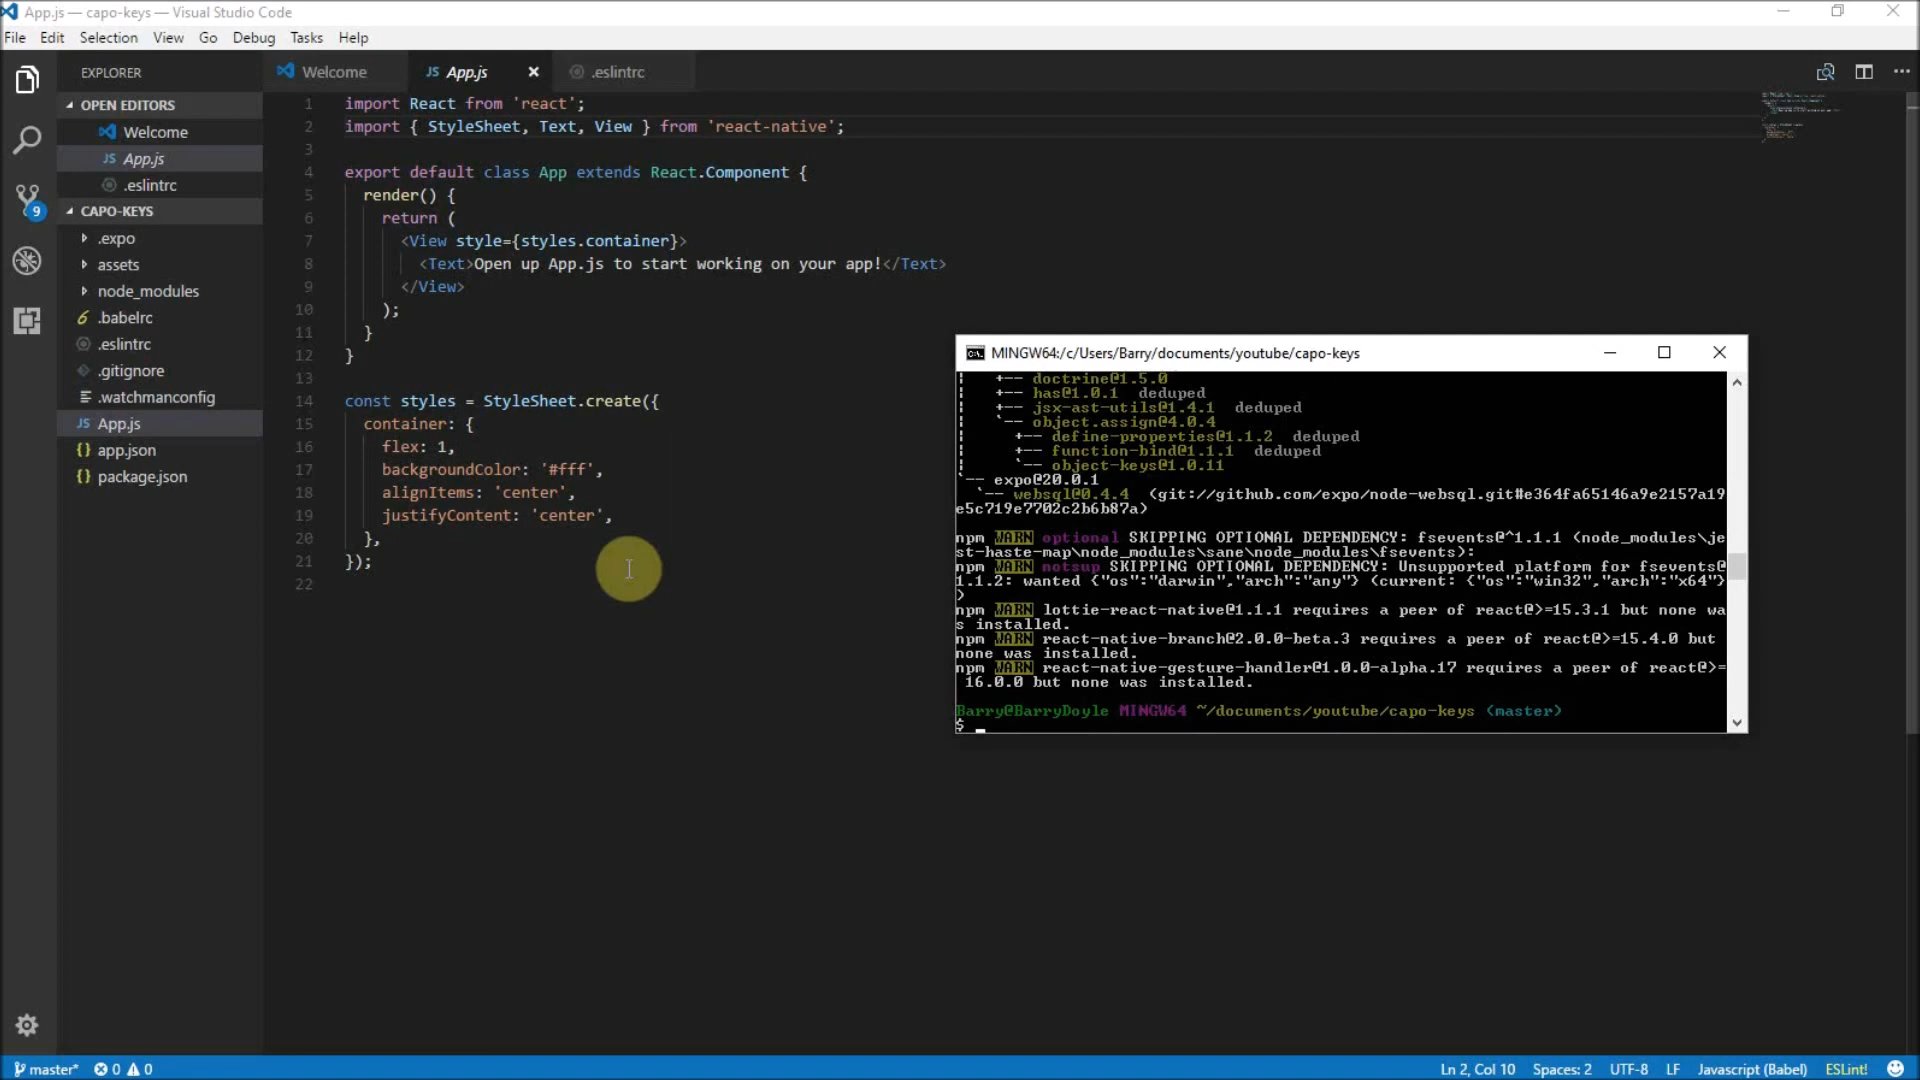 App.js — capo-keys — Visual Studio Code
File Edit Selection View Go Debug Tasks Help
EXPLORER
OPEN EDITORS
Welcome
JS App.js
.eslintrc
CAPO-KEYS
.expo
assets
node_modules
.babelrc
.eslintrc
.gitignore
.watchmanconfig
JS App.js
{} app.json
{} package.json
9
Welcome JS App.js .eslintrc
1 import React from 'react';
2 import { StyleSheet, Text, View } from 'react-native';
3
4 export default class App extends React.Component {
5 render() {
6 return (
7 <View style={styles.container}>
8 <Text>Open up App.js to start working on your app!</Text>
9 </View>
10 );
11 }
12 }
13
14 const styles = StyleSheet.create({
15 container: {
16 flex: 1,
17 backgroundColor: '#fff',
18 alignItems: 'center',
19 justifyContent: 'center',
20 },
21 });
22
MINGW64:/c/Users/Barry/documents/youtube/capo-keys
+-- doctrine@1.5.0
+-- has@1.0.1 deduped
+-- jsx-ast-utils@1.4.1 deduped
`-- object.assign@4.0.4
+-- define-properties@1.1.2 deduped
+-- function-bind@1.1.1 deduped
`-- object-keys@1.0.11
`-- expo@20.0.1
`-- websql@0.4.4 (git://github.com/expo/node-websql.git#e364fa65146a9e2157a19
e5c719e7702c2b6b87a)
npm WARN optional SKIPPING OPTIONAL DEPENDENCY: fsevents@^1.1.1 (node_modules\je
st-haste-map\node_modules\sane\node_modules\fsevents):
npm WARN notsup SKIPPING OPTIONAL DEPENDENCY: Unsupported platform for fsevents@
1.1.2: wanted {"os":"darwin","arch":"any"} (current: {"os":"win32","arch":"x64"}
)
npm WARN lottie-react-native@1.1.1 requires a peer of react@>=15.3.1 but none wa
s installed.
npm WARN react-native-branch@2.0.0-beta.3 requires a peer of react@>=15.4.0 but
none was installed.
npm WARN react-native-gesture-handler@1.0.0-alpha.17 requires a peer of react@>=
16.0.0 but none was installed.
Barry@BarryDoyle MINGW64 ~/documents/youtube/capo-keys (master)
$
master* 0 0 Ln 2, Col 10 Spaces: 2 UTF-8 LF Javascript (Babel) ESLint!